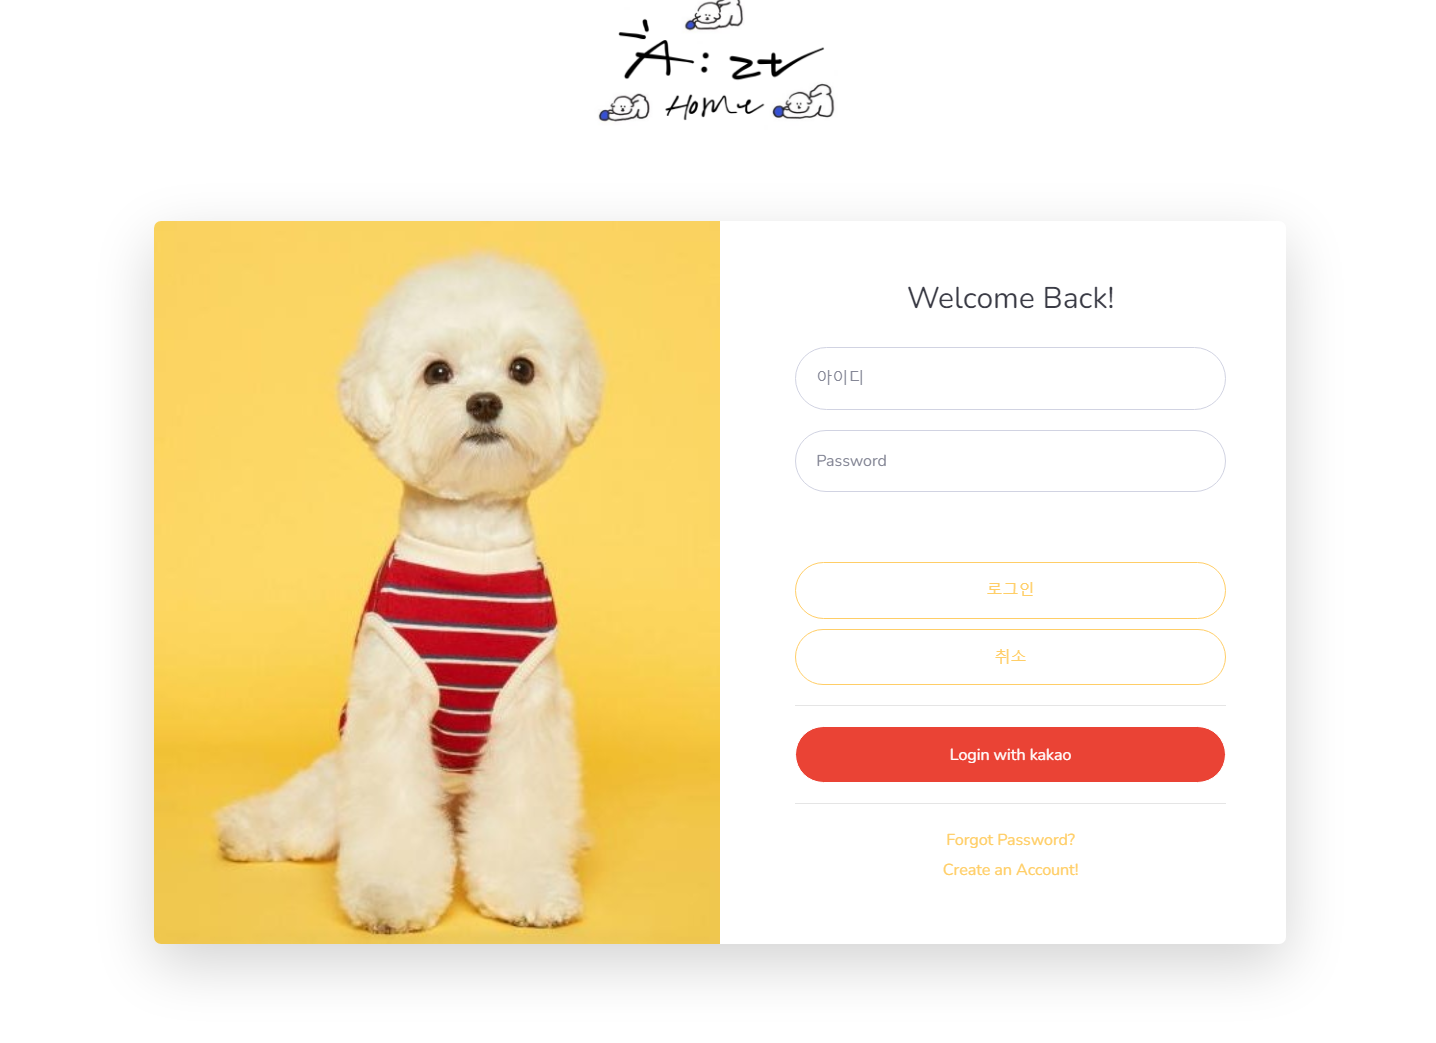 Home
Welcome Back!
아이디
Password
로그인
취소
Login with kakao
Forgot Password?
Create an Account!